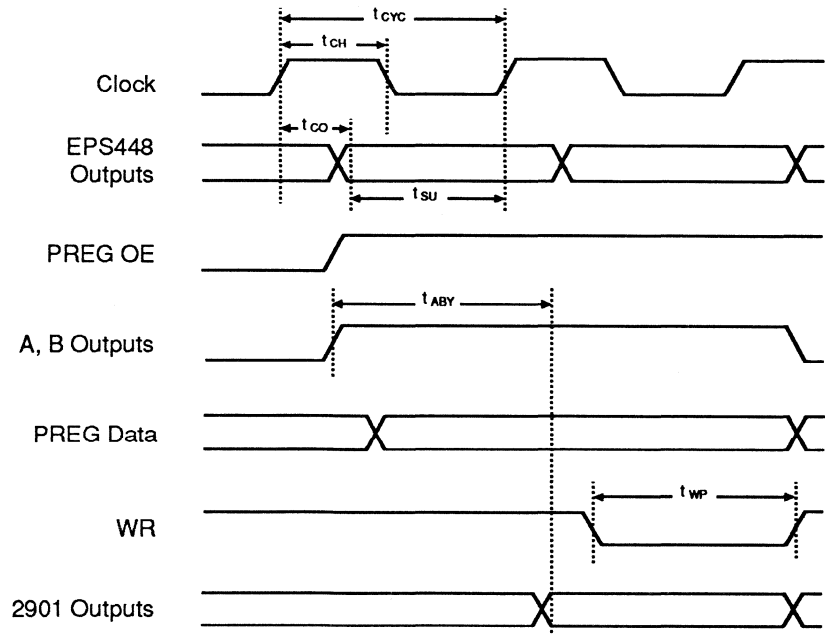 t CYC
t CH
Clock
t CO
EPS448
Outputs
t SU
PREG OE
t ABY
A, B Outputs
PREG Data
t WP
WR
2901 Outputs